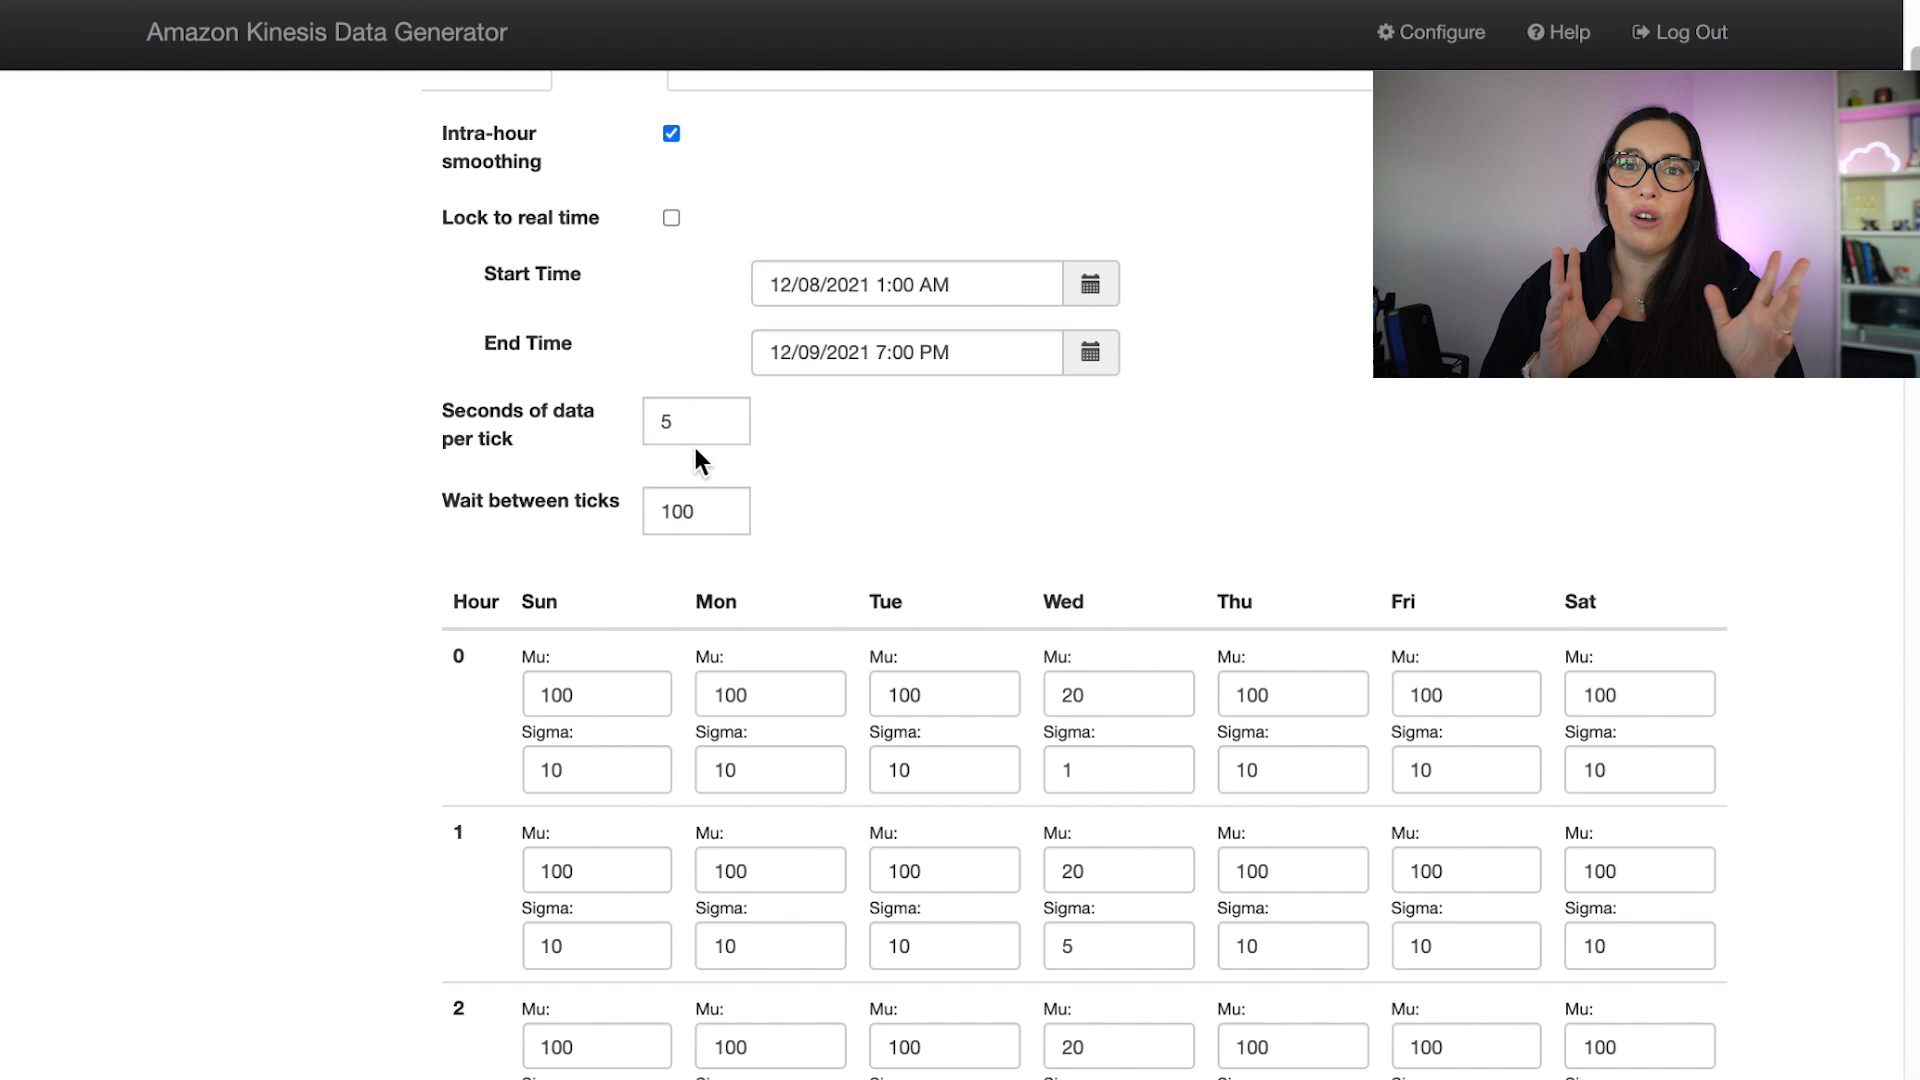 Amazon Kinesis Data Generator
Configure
Help
Log Out
Intra-hour
smoothing
Lock to real time
Start Time
12/08/2021 1:00 AM
End Time
12/09/2021 7:00 PM
Seconds of data
per tick
5
Wait between ticks
100
Hour Sun Mon Tue Wed Thu Fri Sat
0 Mu: Mu: Mu: Mu: Mu: Mu: Mu:
100 100 100 20 100 100 100
Sigma: Sigma: Sigma: Sigma: Sigma: Sigma: Sigma:
10 10 10 1 10 10 10
1 Mu: Mu: Mu: Mu: Mu: Mu: Mu:
100 100 100 20 100 100 100
Sigma: Sigma: Sigma: Sigma: Sigma: Sigma: Sigma:
10 10 10 5 10 10 10
2 Mu: Mu: Mu: Mu: Mu: Mu: Mu:
100 100 100 20 100 100 100